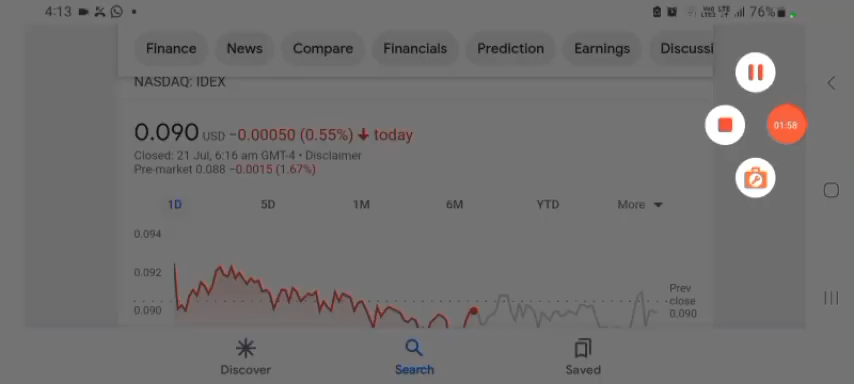 4:13 76%
Finance News Compare Financials Prediction Earnings Discussi
NASDAQ: IDEX
0.090 USD −0.00050 (0.55%) today
Closed: 21 Jul, 6:16 am GMT-4 • Disclaimer
Pre-market 0.088 −0.0015 (1.67%)
1D 5D 1M 6M YTD More
0.094
0.092
0.090
Prev
close
0.090
01:58
Discover Search Saved